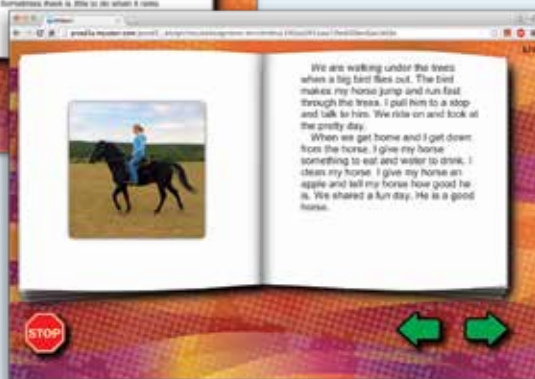 Sometimes there is little to do when it rains.
We are walking under the trees
when a big bird flies out. The bird
makes my horse jump and run fast
through the trees. I pull him to a stop
and talk to him. We ride on and look at
the pretty day.
When we get home and I get down
from the horse. I give my horse
something to eat and water to drink. I
clean my horse. I give my horse an
apple and tell my horse how good he
is. We shared a fun day. He is a good
horse.
STOP